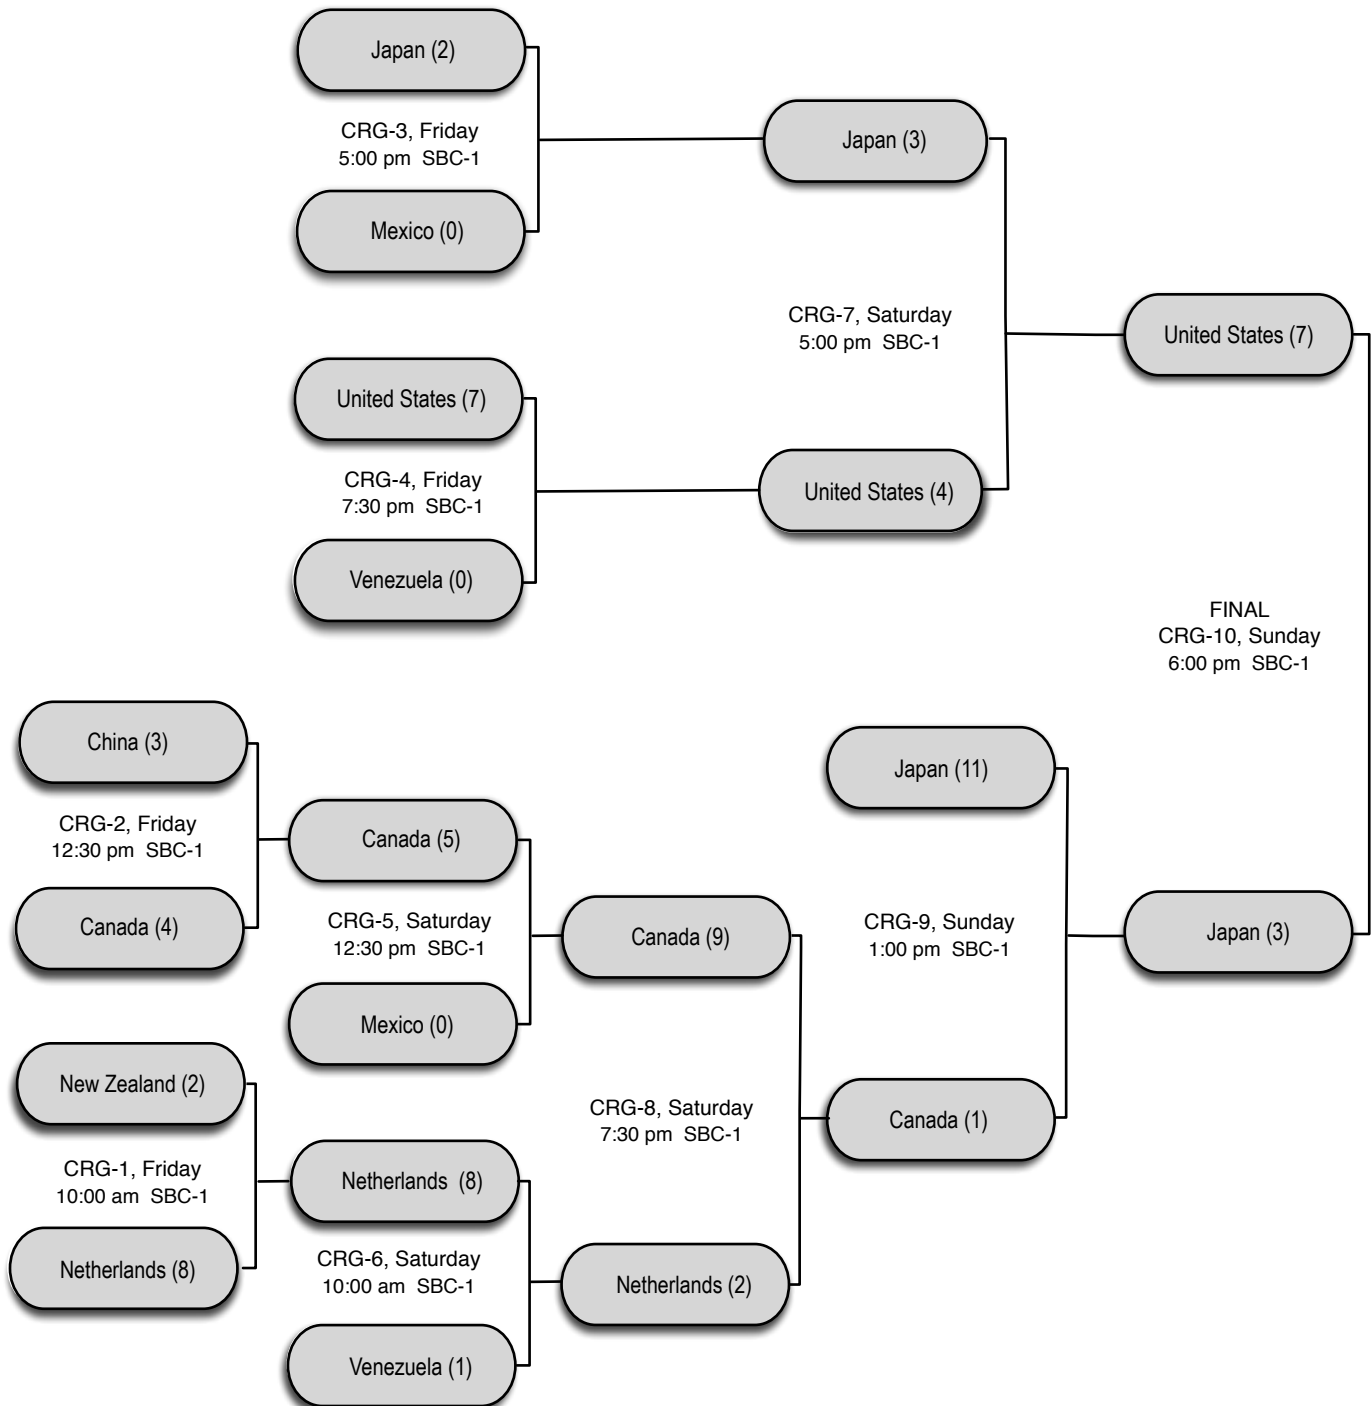 Japan (2)
CRG-3, Friday
5:00 pm  SBC-1
Mexico (0)
Japan (3)
CRG-7, Saturday
5:00 pm  SBC-1
United States (7)
CRG-4, Friday
7:30 pm  SBC-1
Venezuela (0)
United States (4)
United States (7)
FINAL
CRG-10, Sunday
6:00 pm  SBC-1
China (3)
CRG-2, Friday
12:30 pm  SBC-1
Canada (4)
Canada (5)
CRG-5, Saturday
12:30 pm  SBC-1
Mexico (0)
New Zealand (2)
CRG-1, Friday
10:00 am  SBC-1
Netherlands (8)
Netherlands  (8)
CRG-6, Saturday
10:00 am  SBC-1
Venezuela (1)
Canada (9)
CRG-8, Saturday
7:30 pm  SBC-1
Netherlands (2)
Japan (11)
CRG-9, Sunday
1:00 pm  SBC-1
Canada (1)
Japan (3)